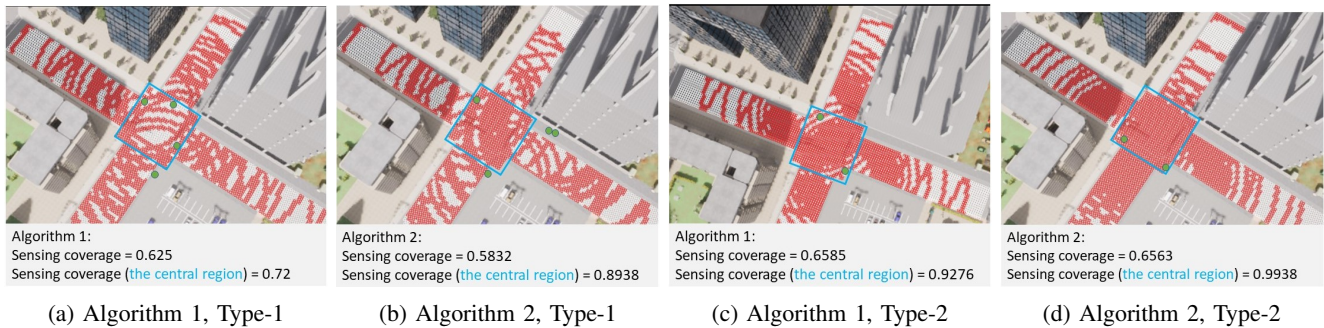 Algorithm 1:
Sensing coverage = 0.625
Sensing coverage (the central region) = 0.72
(a) Algorithm 1, Type-1
Algorithm 2:
Sensing coverage = 0.5832
Sensing coverage (the central region) = 0.8938
(b) Algorithm 2, Type-1
Algorithm 1:
Sensing coverage = 0.6585
Sensing coverage (the central region) = 0.9276
(c) Algorithm 1, Type-2
Algorithm 2:
Sensing coverage = 0.6563
Sensing coverage (the central region) = 0.9938
(d) Algorithm 2, Type-2